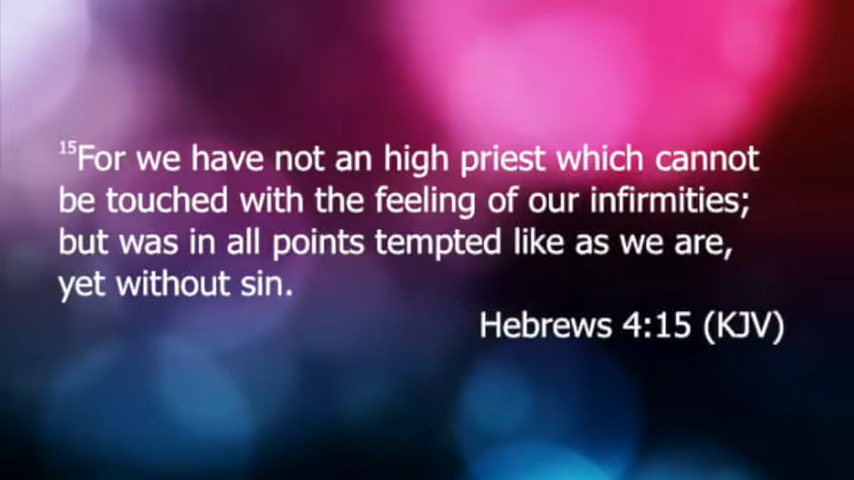 15For we have not an high priest which cannot
be touched with the feeling of our infirmities;
but was in all points tempted like as we are,
yet without sin.
Hebrews 4:15 (KJV)